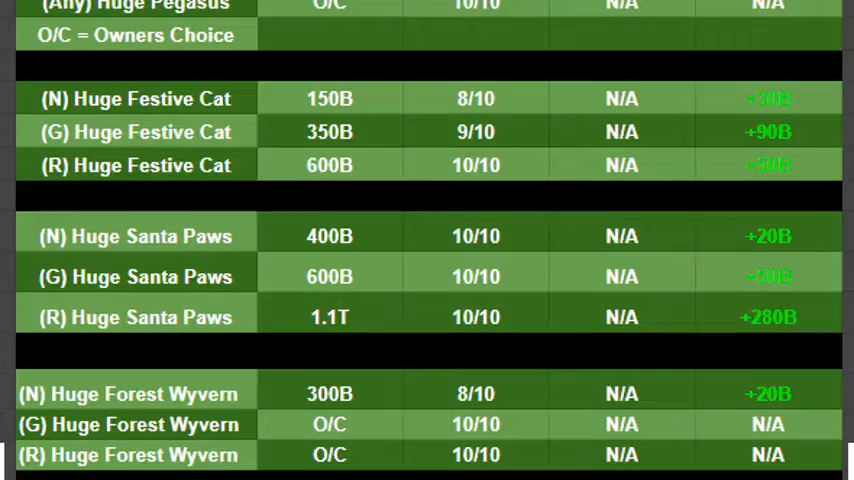 (Any) Huge Pegasus O/C 10/10 N/A N/A
O/C = Owners Choice
(N) Huge Festive Cat 150B 8/10 N/A +30B
(G) Huge Festive Cat 350B 9/10 N/A +90B
(R) Huge Festive Cat 600B 10/10 N/A +50B
(N) Huge Santa Paws 400B 10/10 N/A +20B
(G) Huge Santa Paws 600B 10/10 N/A +50B
(R) Huge Santa Paws 1.1T 10/10 N/A +280B
(N) Huge Forest Wyvern 300B 8/10 N/A +20B
(G) Huge Forest Wyvern O/C 10/10 N/A N/A
(R) Huge Forest Wyvern O/C 10/10 N/A N/A